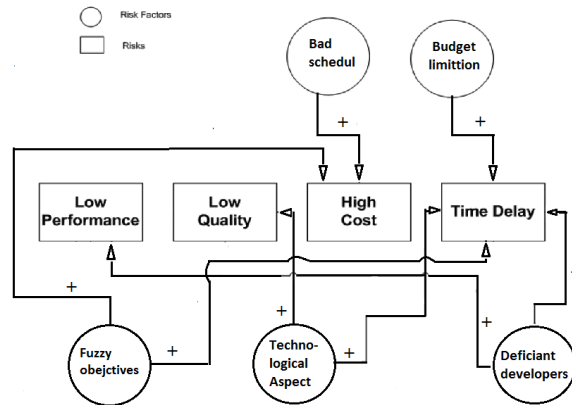 Risk Factors
Risks
Bad
schedul
Budget
limittion
+
+
Low
Performance
Low
Quality
High
Cost
Time Delay
+
+
+
+
+
+
Fuzzy
obejctives
Techno-
logical
Aspect
Deficiant
developers